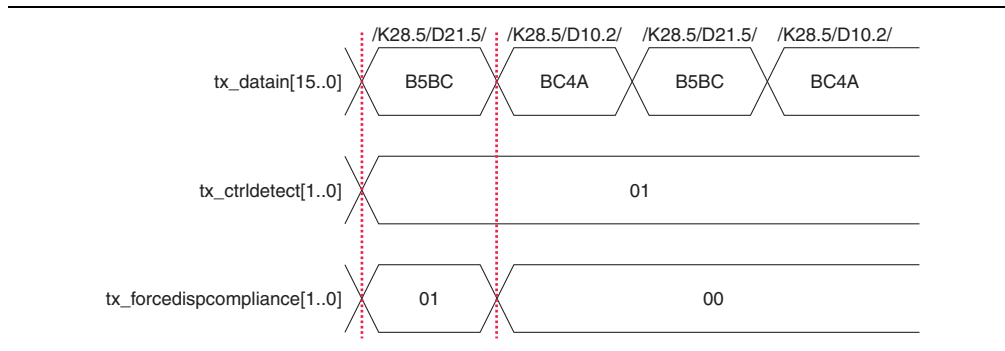 /K28.5/D21.5/ /K28.5/D10.2/ /K28.5/D21.5/ /K28.5/D10.2/
tx_datain[15..0] B5BC BC4A B5BC BC4A
tx_ctrldetect[1..0] 01
tx_forcedispcompliance[1..0] 01 00